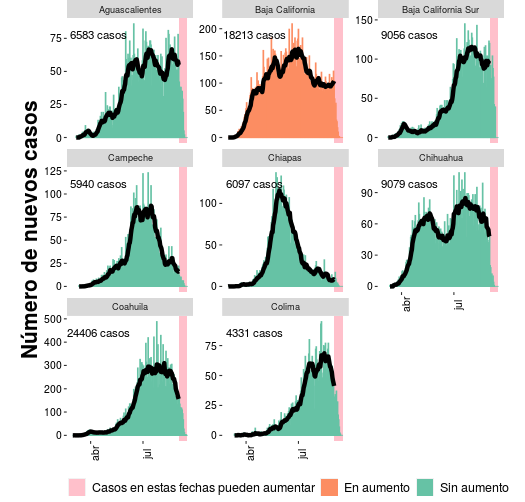 Número de nuevos casos
Aguascalientes
6583 casos
75
50
25
0
Baja California
18213 casos
200
150
100
50
0
Baja California Sur
9056 casos
150
100
50
0
Campeche
5940 casos
125
100
75
50
25
0
Chiapas
6097 casos
100
50
0
Chihuahua
9079 casos
90
60
30
0
abr
jul
Coahuila
24406 casos
500
400
300
200
100
0
abr
jul
Colima
4331 casos
75
50
25
0
abr
jul
Casos en estas fechas pueden aumentar
En aumento
Sin aumento